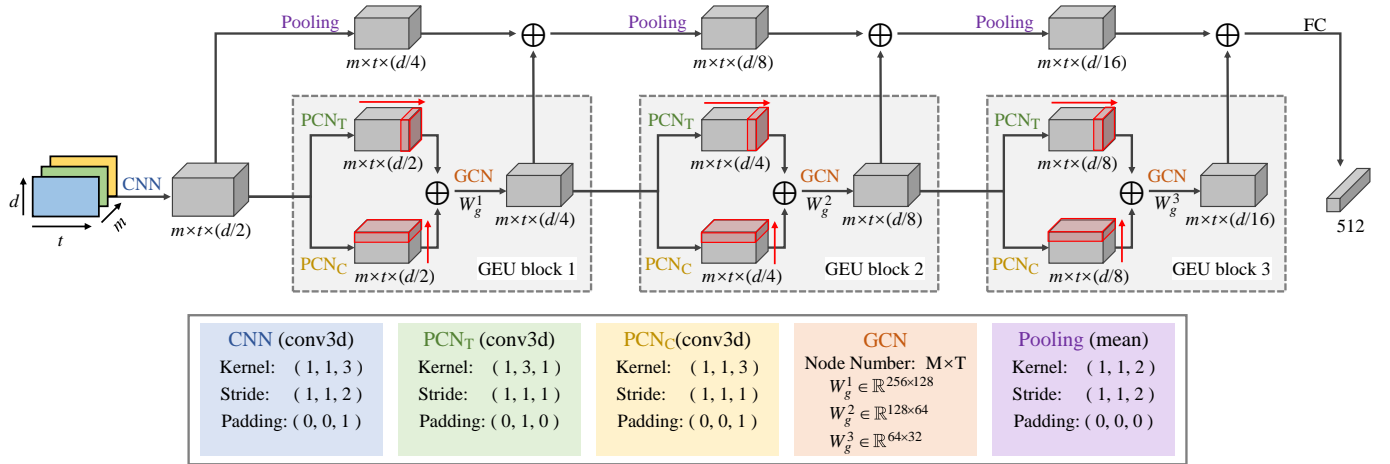 Pooling
m×t×(d/4)
Pooling
m×t×(d/8)
Pooling
m×t×(d/16)
FC
d
t
m
CNN
m×t×(d/2)
PCN_T
m×t×(d/2)
GCN
W_g^1
m×t×(d/4)
PCN_C
m×t×(d/2)
GEU block 1
PCN_T
m×t×(d/4)
GCN
W_g^2
m×t×(d/8)
PCN_C
m×t×(d/4)
GEU block 2
PCN_T
m×t×(d/8)
GCN
W_g^3
m×t×(d/16)
PCN_C
m×t×(d/8)
GEU block 3
512
CNN (conv3d)
Kernel: ( 1, 1, 3 )
Stride: ( 1, 1, 2 )
Padding: ( 0, 0, 1 )
PCN_T (conv3d)
Kernel: ( 1, 3, 1 )
Stride: ( 1, 1, 1 )
Padding: ( 0, 1, 0 )
PCN_C(conv3d)
Kernel: ( 1, 1, 3 )
Stride: ( 1, 1, 1 )
Padding: ( 0, 0, 1 )
GCN
Node Number: M×T
W_g^1 ∈ ℝ^{256×128}
W_g^2 ∈ ℝ^{128×64}
W_g^3 ∈ ℝ^{64×32}
Pooling (mean)
Kernel: ( 1, 1, 2 )
Stride: ( 1, 1, 2 )
Padding: ( 0, 0, 0 )